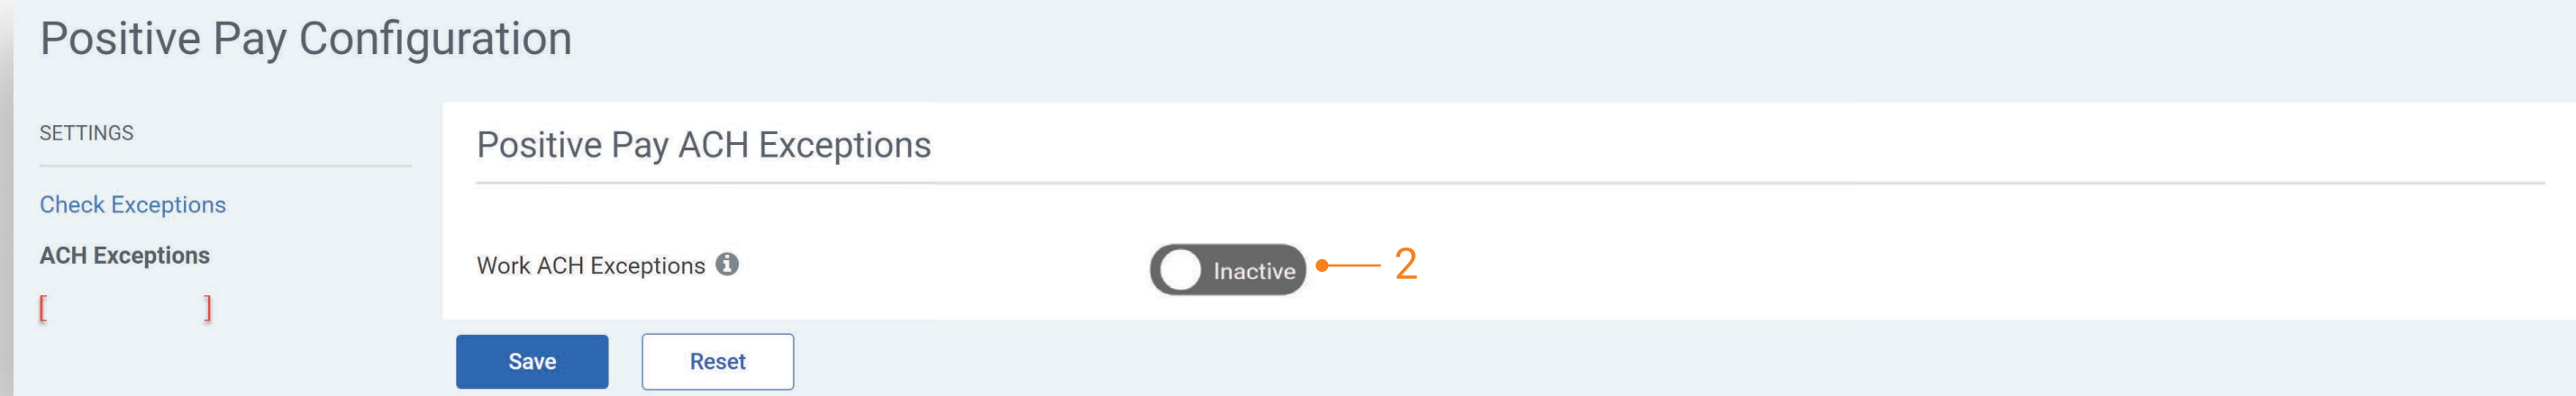 Positive Pay Configuration
SETTINGS
Check Exceptions
ACH Exceptions
[ ]
Positive Pay ACH Exceptions
Work ACH Exceptions
Inactive
2
Save
Reset